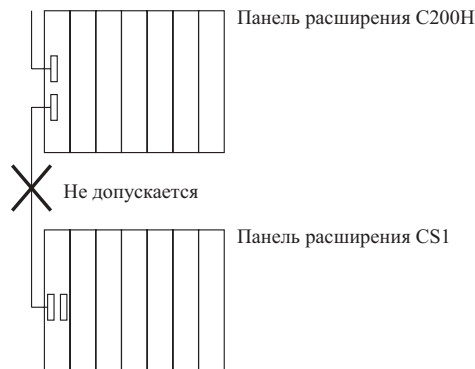 Панель расширения C200H
Не допускается
Панель расширения CS1